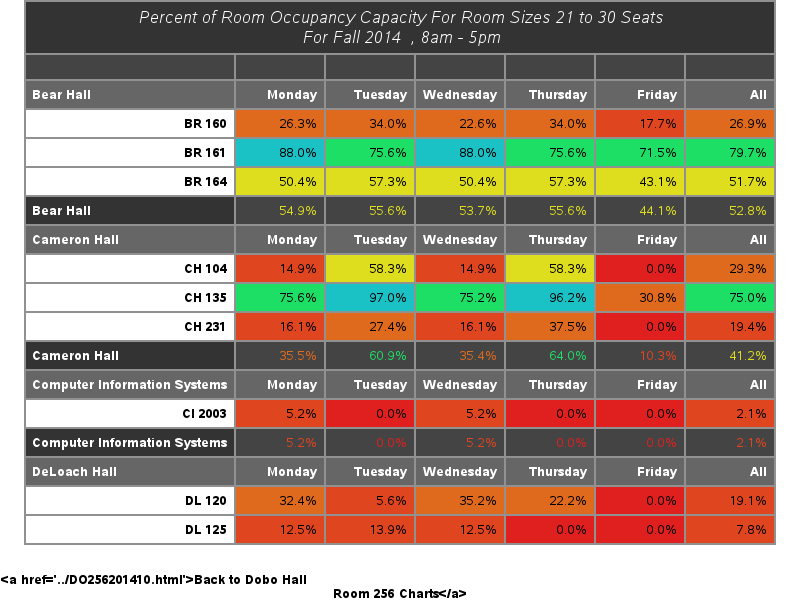 Percent of Room Occupancy Capacity For Room Sizes 21 to 30 Seats
For Fall 2014 , 8am - 5pm
Bear Hall Monday Tuesday Wednesday Thursday Friday All
BR 160 26.3% 34.0% 22.6% 34.0% 17.7% 26.9%
BR 161 88.0% 75.6% 88.0% 75.6% 71.5% 79.7%
BR 164 50.4% 57.3% 50.4% 57.3% 43.1% 51.7%
Bear Hall 54.9% 55.6% 53.7% 55.6% 44.1% 52.8%
Cameron Hall Monday Tuesday Wednesday Thursday Friday All
CH 104 14.9% 58.3% 14.9% 58.3% 0.0% 29.3%
CH 135 75.6% 97.0% 75.2% 96.2% 30.8% 75.0%
CH 231 16.1% 27.4% 16.1% 37.5% 0.0% 19.4%
Cameron Hall 35.5% 60.9% 35.4% 64.0% 10.3% 41.2%
Computer Information Systems Monday Tuesday Wednesday Thursday Friday All
CI 2003 5.2% 0.0% 5.2% 0.0% 0.0% 2.1%
Computer Information Systems 5.2% 0.0% 5.2% 0.0% 0.0% 2.1%
DeLoach Hall Monday Tuesday Wednesday Thursday Friday All
DL 120 32.4% 5.6% 35.2% 22.2% 0.0% 19.1%
DL 125 12.5% 13.9% 12.5% 0.0% 0.0% 7.8%
<a href='../DO256201410.html'>Back to Dobo Hall
Room 256 Charts</a>